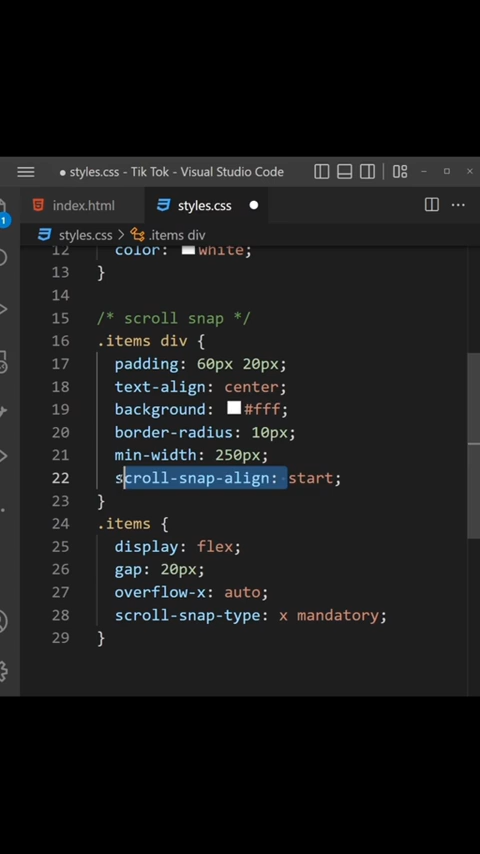 ● styles.css - Tik Tok - Visual Studio Code
index.html styles.css ●
styles.css > .items div
1
12 color: white;
13 }
14
15 /* scroll snap */
16 .items div {
17 padding: 60px 20px;
18 text-align: center;
19 background: #fff;
20 border-radius: 10px;
21 min-width: 250px;
22 scroll-snap-align: start;
23 }
24 .items {
25 display: flex;
26 gap: 20px;
27 overflow-x: auto;
28 scroll-snap-type: x mandatory;
29 }